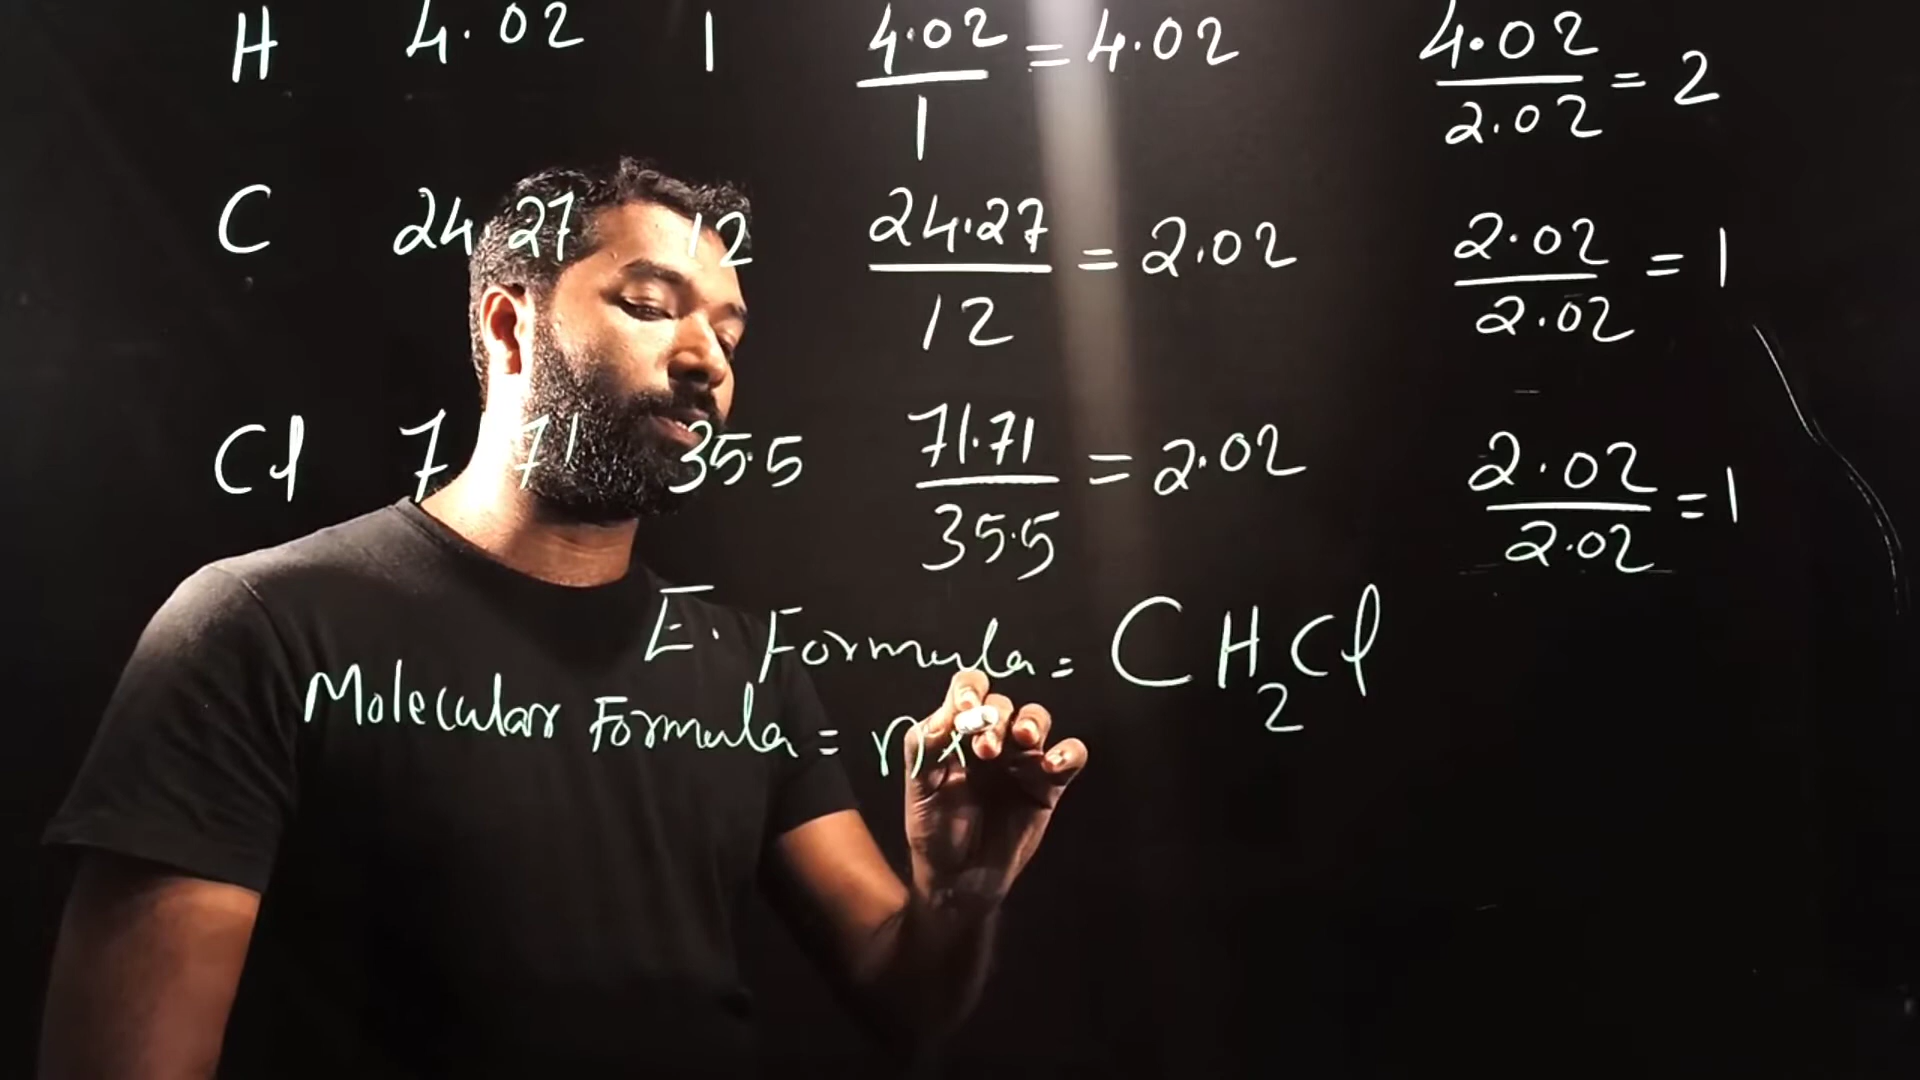 H 4.02 1 4.02/1 = 4.02 4.02/2.02 = 2
C 24.27 12 24.27/12 = 2.02 2.02/2.02 = 1
Cl 71.71 35.5 71.71/35.5 = 2.02 2.02/2.02 = 1
E. Formula = CH₂Cl
Molecular Formula = n x